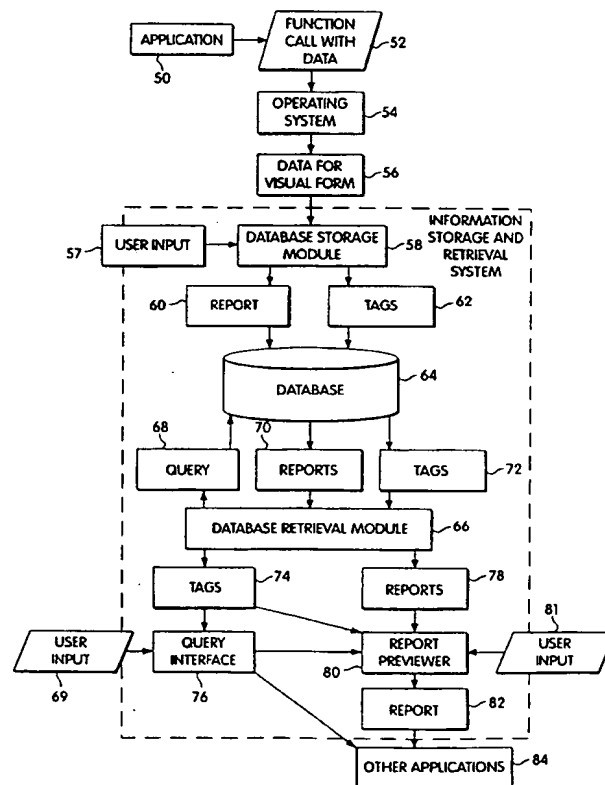 APPLICATION
50
FUNCTION
CALL WITH
DATA
52
OPERATING
SYSTEM
54
DATA FOR
VISUAL FORM
56
INFORMATION
STORAGE AND
RETRIEVAL
SYSTEM
57
USER INPUT
DATABASE STORAGE
MODULE
58
60
REPORT
TAGS
62
DATABASE
64
68
QUERY
70
REPORTS
TAGS
72
DATABASE RETRIEVAL MODULE
66
TAGS
74
REPORTS
78
81
USER
INPUT
69
QUERY
INTERFACE
76
REPORT
PREVIEWER
80
USER
INPUT
REPORT
82
OTHER APPLICATIONS
84